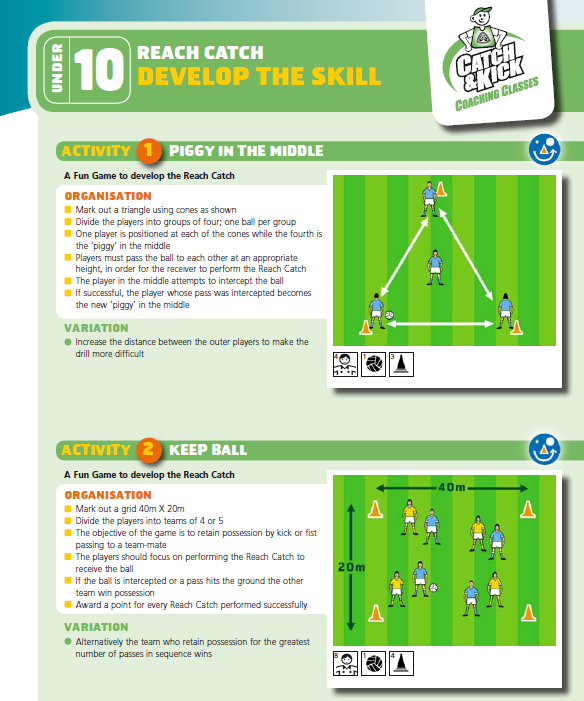 UNDER
10
REACH CATCH
DEVELOP THE SKILL
CATCH
&KICK
COACHING CLASSES
ACTIVITY 1 PIGGY IN THE MIDDLE
A Fun Game to develop the Reach Catch
ORGANISATION
Mark out a triangle using cones as shown
Divide the players into groups of four; one ball per group
One player is positioned at each of the cones while the fourth is
the 'piggy' in the middle
Players must pass the ball to each other at an appropriate
height, in order for the receiver to perform the Reach Catch
The player in the middle attempts to intercept the ball
If successful, the player whose pass was intercepted becomes
the new 'piggy' in the middle
VARIATION
Increase the distance between the outer players to make the
drill more difficult
4 1 3
ACTIVITY 2 KEEP BALL
A Fun Game to develop the Reach Catch
ORGANISATION
Mark out a grid 40m X 20m
Divide the players into teams of 4 or 5
The objective of the game is to retain possession by kick or fist
passing to a team-mate
The players should focus on performing the Reach Catch to
receive the ball
If the ball is intercepted or a pass hits the ground the other
team win possession
Award a point for every Reach Catch performed successfully
VARIATION
Alternatively the team who retain possession for the greatest
number of passes in sequence wins
40m
20m
8 1 4